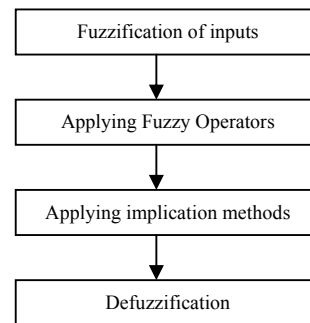 Fuzzification of inputs
Applying Fuzzy Operators
Applying implication methods
Defuzzification